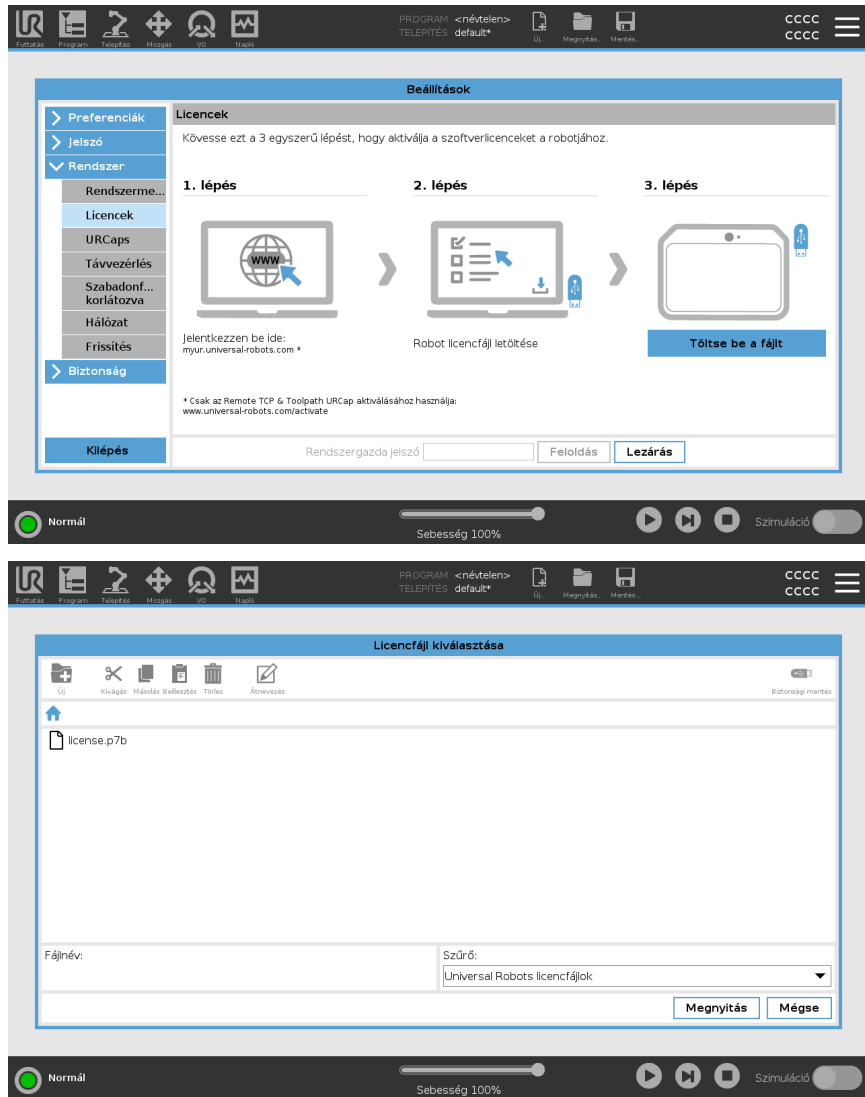 UR
Futtatás
Program
Telepítés
Mozgás
I/O
Napló
PROGRAM <névtelen>
TELEPÍTÉS default*
Új...
Megnyitás...
Mentés...
CCCC
CCCC
Beállítások
Preferenciák
Jelszó
Rendszer
Rendszerme...
Licencek
URCaps
Távvezérlés
Szabadonf...
korlátozva
Hálózat
Frissítés
Biztonság
Kilépés
Licencek
Kövesse ezt a 3 egyszerű lépést, hogy aktiválja a szoftverlicenceket a robotjához.
1. lépés
WWW
Jelentkezzen be ide:
myur.universal-robots.com *
2. lépés
Robot licencfájl letöltése
3. lépés
Töltse be a fájlt
* Csak az Remote TCP & Toolpath URCap aktiválásához használja:
www.universal-robots.com/activate
Rendszergazda jelszó
Feloldás
Lezárás
Normál
Sebesség 100%
Szimuláció
UR
Futtatás
Program
Telepítés
Mozgás
I/O
Napló
PROGRAM <névtelen>
TELEPÍTÉS default*
Új...
Megnyitás...
Mentés...
CCCC
CCCC
Licencfájl kiválasztása
Új
Kivágás
Másolás
Beillesztés
Törlés
Átnevezés
Biztonsági mentés
license.p7b
Fájlnév:
Szűrő:
Universal Robots licencfájlok
Megnyitás
Mégse
Normál
Sebesség 100%
Szimuláció